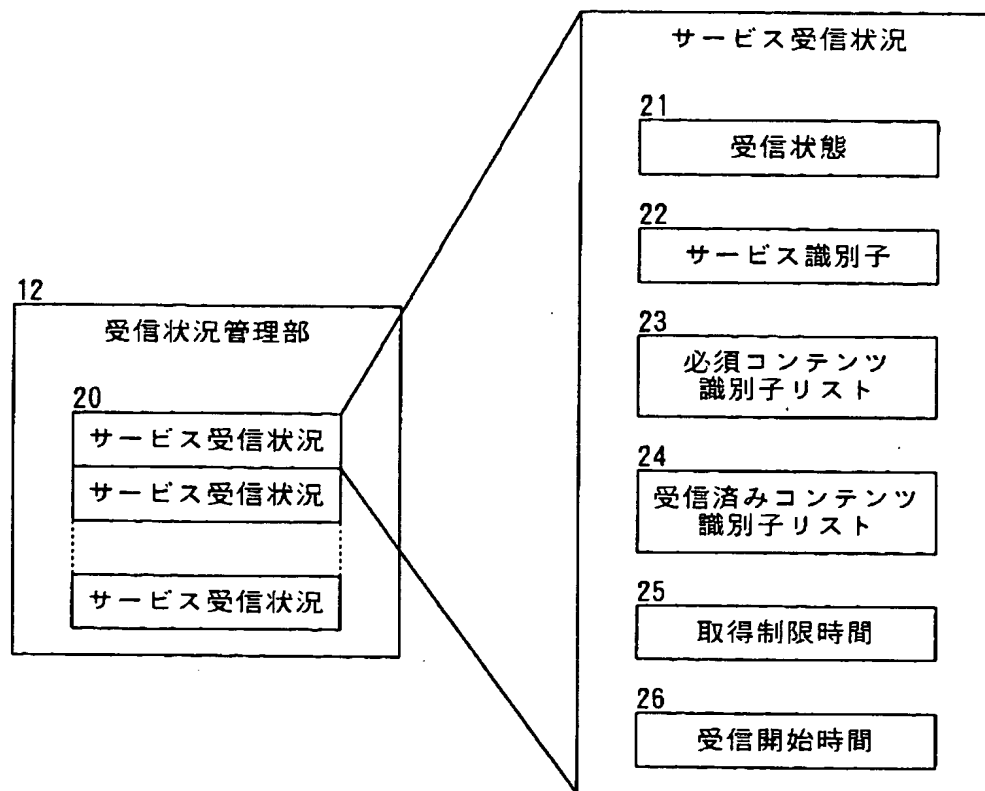 サービス受信状況
21
受信状態
22
サービス識別子
23
必須コンテンツ
識別子リスト
24
受信済みコンテンツ
識別子リスト
25
取得制限時間
26
受信開始時間
12
受信状況管理部
20
サービス受信状況
サービス受信状況
サービス受信状況